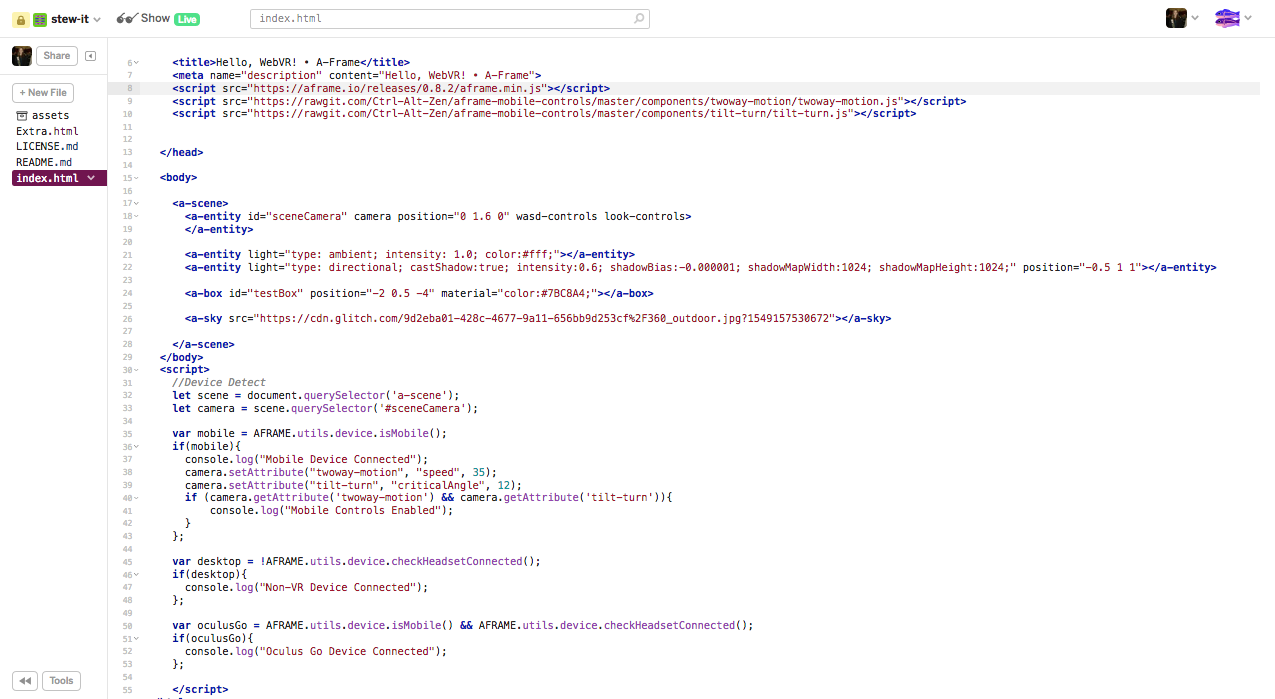 stew-it
Show Live
index.html
Share
+ New File
assets
Extra.html
LICENSE.md
README.md
index.html
Tools
6 <title>Hello, WebVR! • A-Frame</title>
7 <meta name="description" content="Hello, WebVR! • A-Frame">
8 <script src="https://aframe.io/releases/0.8.2/aframe.min.js"></script>
9 <script src="https://rawgit.com/Ctrl-Alt-Zen/aframe-mobile-controls/master/components/twoway-motion/twoway-motion.js"></script>
10 <script src="https://rawgit.com/Ctrl-Alt-Zen/aframe-mobile-controls/master/components/tilt-turn/tilt-turn.js"></script>
11
12
13 </head>
14
15 <body>
16
17 <a-scene>
18 <a-entity id="sceneCamera" camera position="0 1.6 0" wasd-controls look-controls>
19 </a-entity>
20
21 <a-entity light="type: ambient; intensity: 1.0; color:#fff;"></a-entity>
22 <a-entity light="type: directional; castShadow:true; intensity:0.6; shadowBias:-0.000001; shadowMapWidth:1024; shadowMapHeight:1024;" position="-0.5 1 1"></a-entity>
23
24 <a-box id="testBox" position="-2 0.5 -4" material="color:#7BC8A4;"></a-box>
25
26 <a-sky src="https://cdn.glitch.com/9d2eba01-428c-4677-9a11-656bb9d253cf%2F360_outdoor.jpg?1549157530672"></a-sky>
27
28 </a-scene>
29 </body>
30 <script>
31 //Device Detect
32 let scene = document.querySelector('a-scene');
33 let camera = scene.querySelector('#sceneCamera');
34
35 var mobile = AFRAME.utils.device.isMobile();
36 if(mobile){
37 console.log("Mobile Device Connected");
38 camera.setAttribute("twoway-motion", "speed", 35);
39 camera.setAttribute("tilt-turn", "criticalAngle", 12);
40 if (camera.getAttribute('twoway-motion') && camera.getAttribute('tilt-turn')){
41 console.log("Mobile Controls Enabled");
42 }
43 };
44
45 var desktop = !AFRAME.utils.device.checkHeadsetConnected();
46 if(desktop){
47 console.log("Non-VR Device Connected");
48 };
49
50 var oculusGo = AFRAME.utils.device.isMobile() && AFRAME.utils.device.checkHeadsetConnected();
51 if(oculusGo){
52 console.log("Oculus Go Device Connected");
53 };
54
55 </script>